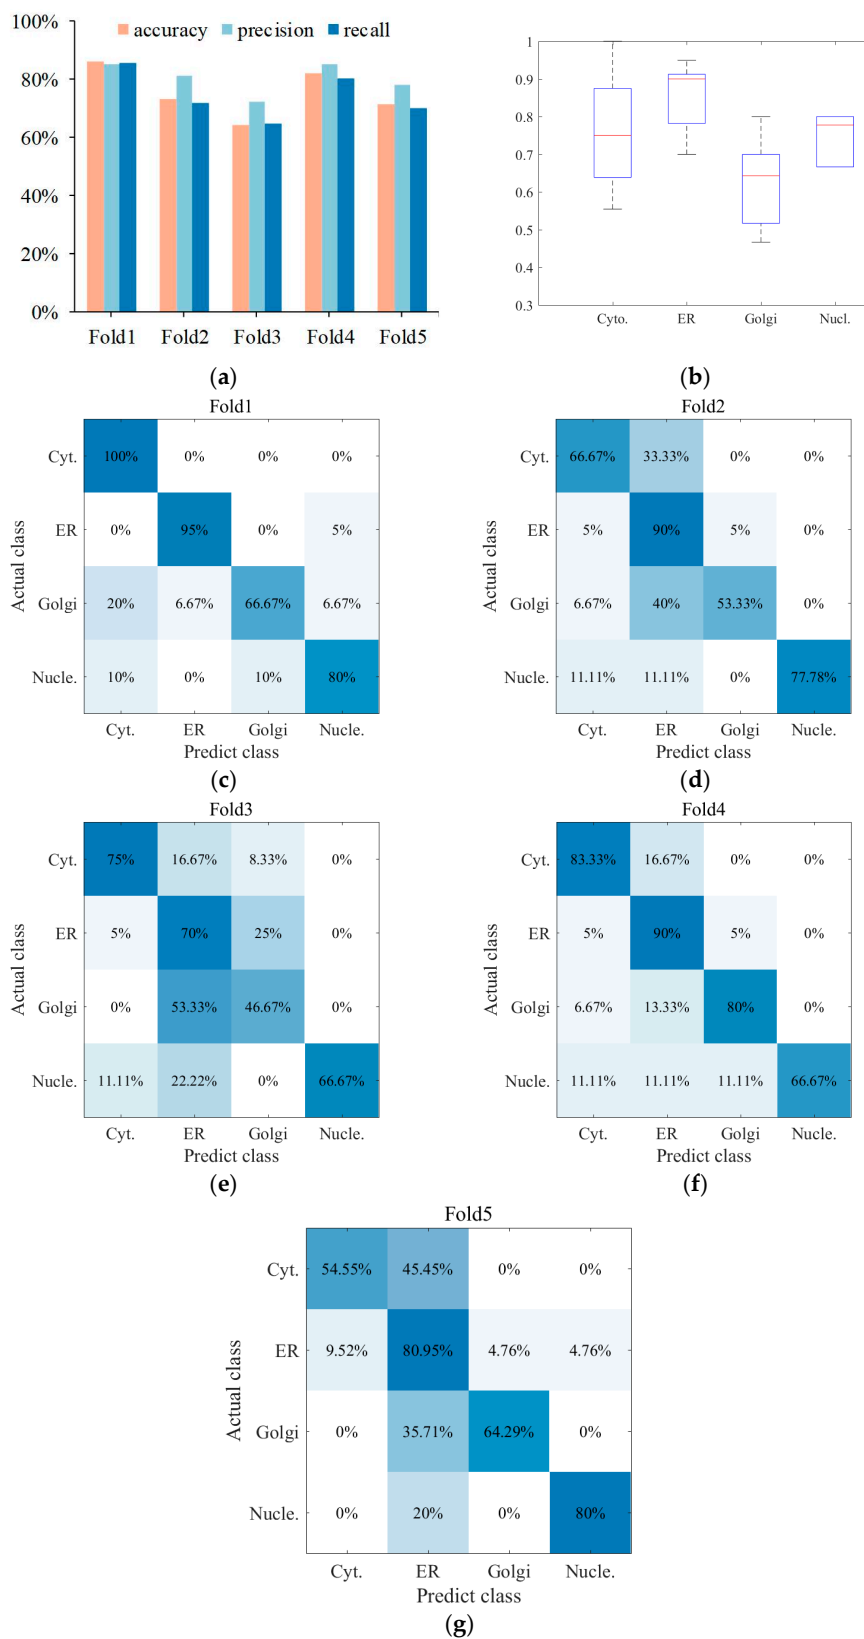 100%
80%
60%
40%
20%
0%
accuracy precision recall
Fold1 Fold2 Fold3 Fold4 Fold5
(a)
1
0.9
0.8
0.7
0.6
0.5
0.4
0.3
Cyto. ER Golgi Nucl.
(b)
Fold1
Actual class
Cyt. 100% 0% 0% 0%
ER 0% 95% 0% 5%
Golgi 20% 6.67% 66.67% 6.67%
Nucle. 10% 0% 10% 80%
Cyt. ER Golgi Nucle.
Predict class
(c)
Fold2
Actual class
Cyt. 66.67% 33.33% 0% 0%
ER 5% 90% 5% 0%
Golgi 6.67% 40% 53.33% 0%
Nucle. 11.11% 11.11% 0% 77.78%
Cyt. ER Golgi Nucle.
Predict class
(d)
Fold3
Actual class
Cyt. 75% 16.67% 8.33% 0%
ER 5% 70% 25% 0%
Golgi 0% 53.33% 46.67% 0%
Nucle. 11.11% 22.22% 0% 66.67%
Cyt. ER Golgi Nucle.
Predict class
(e)
Fold4
Actual class
Cyt. 83.33% 16.67% 0% 0%
ER 5% 90% 5% 0%
Golgi 6.67% 13.33% 80% 0%
Nucle. 11.11% 11.11% 11.11% 66.67%
Cyt. ER Golgi Nucle.
Predict class
(f)
Fold5
Actual class
Cyt. 54.55% 45.45% 0% 0%
ER 9.52% 80.95% 4.76% 4.76%
Golgi 0% 35.71% 64.29% 0%
Nucle. 0% 20% 0% 80%
Cyt. ER Golgi Nucle.
Predict class
(g)